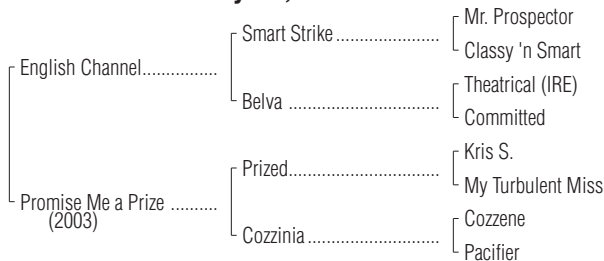 Mr. Prospector
Smart Strike
Classy 'n Smart
English Channel
Theatrical (IRE)
Belva
Committed
Kris S.
Prized
My Turbulent Miss
Promise Me a Prize
(2003)
Cozzene
Cozzinia
Pacifier